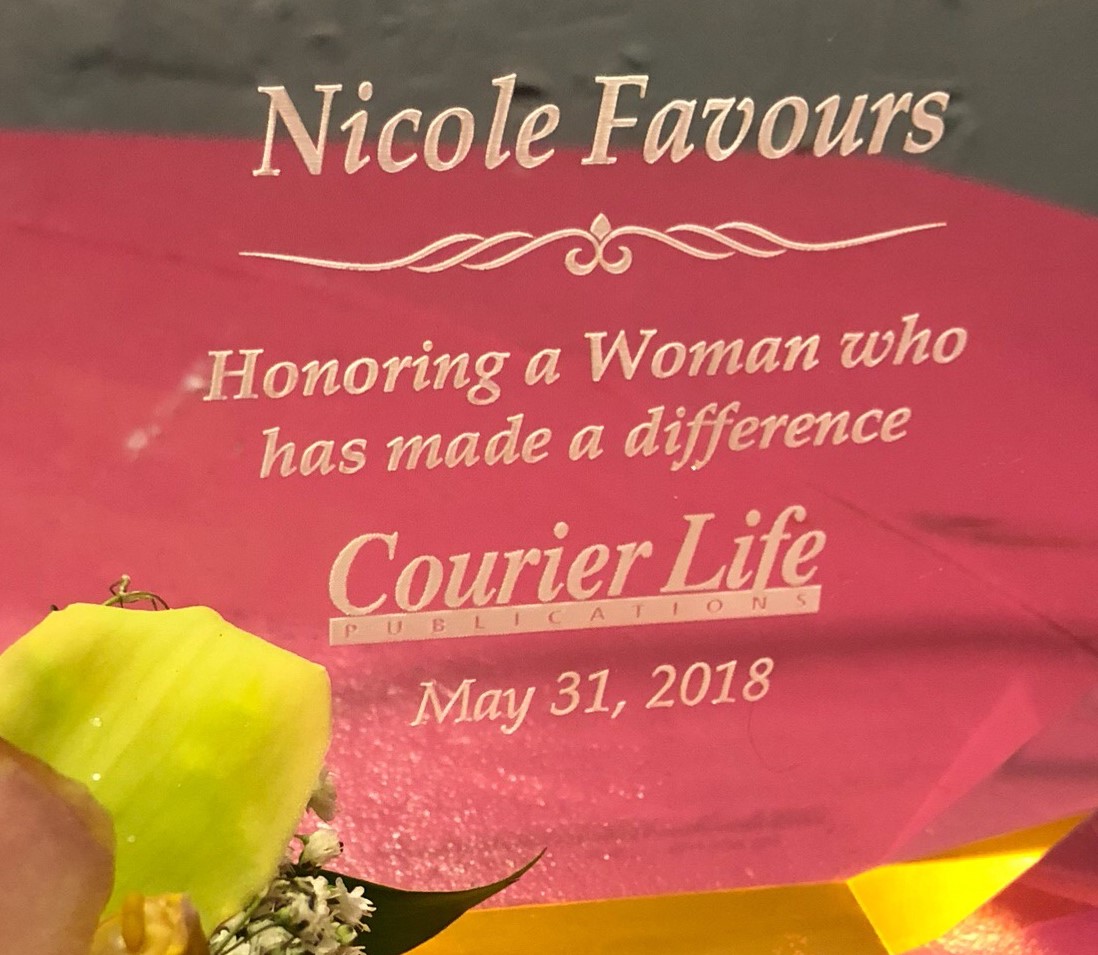 Nicole Favours
Honoring a Woman who
has made a difference
Courier Life
PUBLICATIONS
May 31, 2018